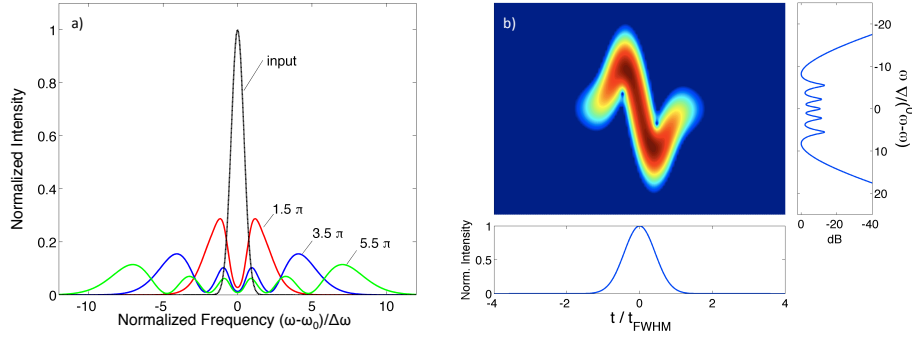 a)
Normalized Intensity
1
0.8
0.6
0.4
0.2
0
input
1.5 π
3.5 π
5.5 π
-10
-5
0
5
10
Normalized Frequency (ω-ω0)/Δω
b)
-20
-10
0
10
20
(ω-ω0)/Δ ω
0
-20
-40
dB
Norm. Intensity
1
0.5
0
-4
-2
0
2
4
t / tFWHM